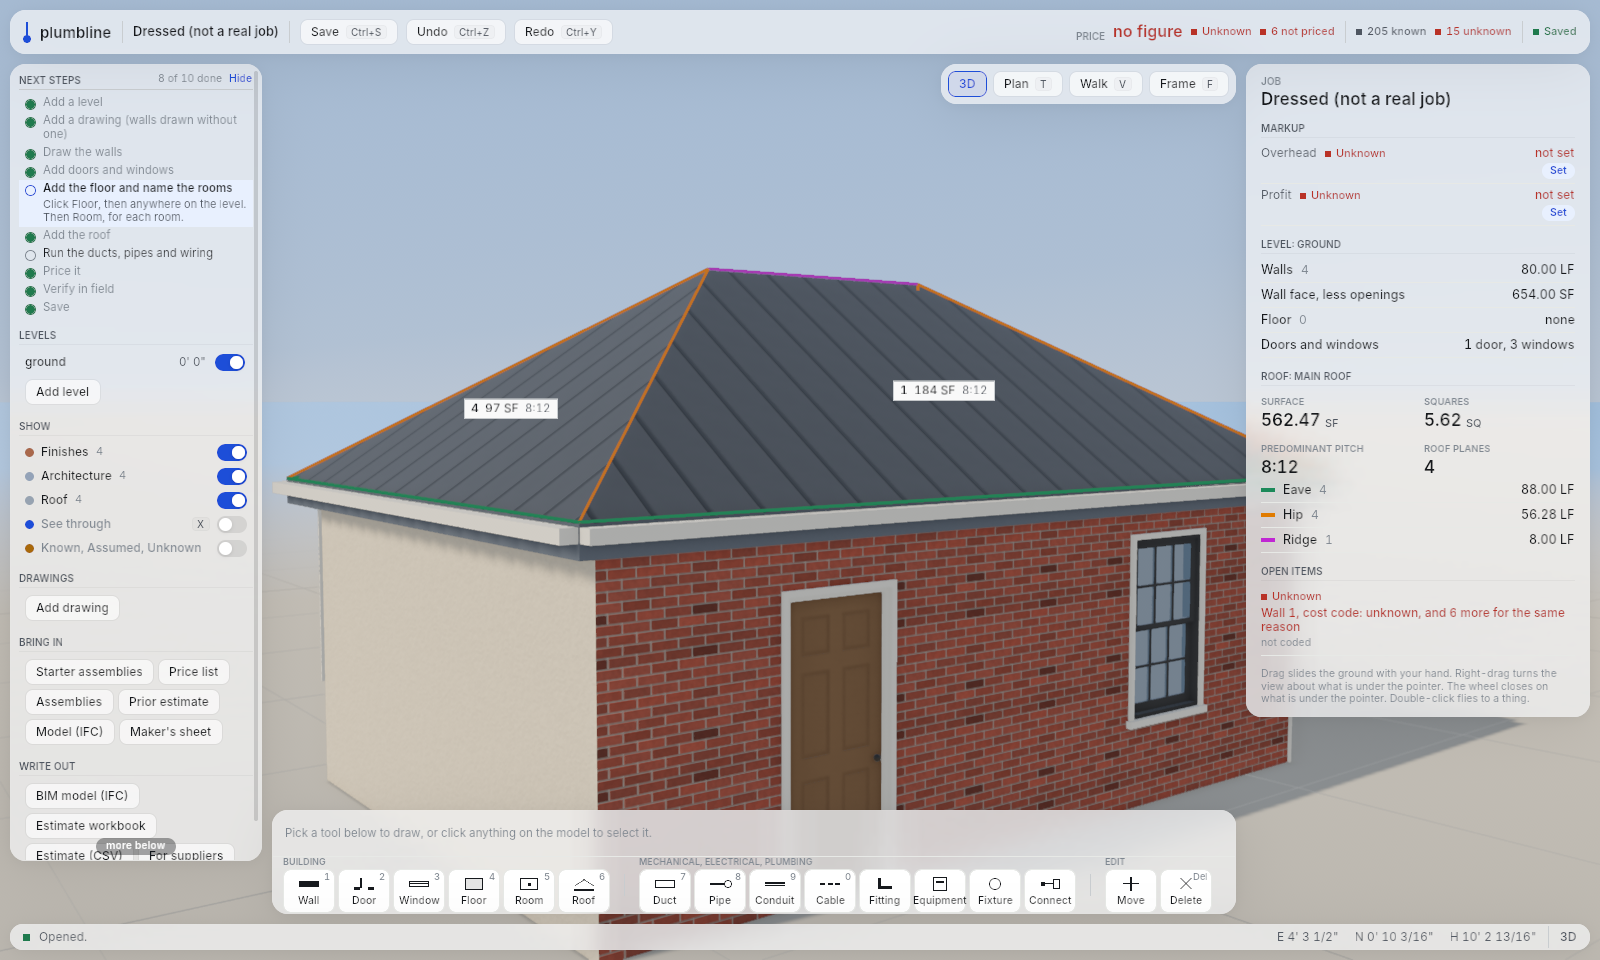 plumbline
Dressed (not a real job)
Save Ctrl+S
Undo Ctrl+Z
Redo Ctrl+Y
PRICE no figure Unknown 6 not priced 205 known 15 unknown Saved
NEXT STEPS 8 of 10 done Hide
Add a level
Add a drawing (walls drawn without
one)
Draw the walls
Add doors and windows
Add the floor and name the rooms
Click Floor, then anywhere on the level.
Then Room, for each room.
Add the roof
Run the ducts, pipes and wiring
Price it
Verify in field
Save
LEVELS
ground 0' 0"
Add level
SHOW
Finishes 4
Architecture 4
Roof 4
See through X
Known, Assumed, Unknown
DRAWINGS
Add drawing
BRING IN
Starter assemblies Price list
Assemblies Prior estimate
Model (IFC) Maker's sheet
WRITE OUT
BIM model (IFC)
Estimate workbook
more below
Estimate (CSV) For suppliers
3D Plan T Walk V Frame F
4 97 SF 8:12
1 184 SF 8:12
JOB
Dressed (not a real job)
MARKUP
Overhead Unknown not set
Set
Profit Unknown not set
Set
LEVEL: GROUND
Walls 4 80.00 LF
Wall face, less openings 654.00 SF
Floor 0 none
Doors and windows 1 door, 3 windows
ROOF: MAIN ROOF
SURFACE SQUARES
562.47 SF 5.62 SQ
PREDOMINANT PITCH ROOF PLANES
8:12 4
Eave 4 88.00 LF
Hip 4 56.28 LF
Ridge 1 8.00 LF
OPEN ITEMS
Unknown
Wall 1, cost code: unknown, and 6 more for the same
reason
not coded
Drag slides the ground with your hand. Right-drag turns the
view about what is under the pointer. The wheel closes on
what is under the pointer. Double-click flies to a thing.
Pick a tool below to draw, or click anything on the model to select it.
BUILDING MECHANICAL, ELECTRICAL, PLUMBING EDIT
1 2 3 4 5 6 7 8 9 0 Del
Wall Door Window Floor Room Roof Duct Pipe Conduit Cable Fitting Equipment Fixture Connect Move Delete
Opened. E 4' 3 1/2" N 0' 10 3/16" H 10' 2 13/16" 3D